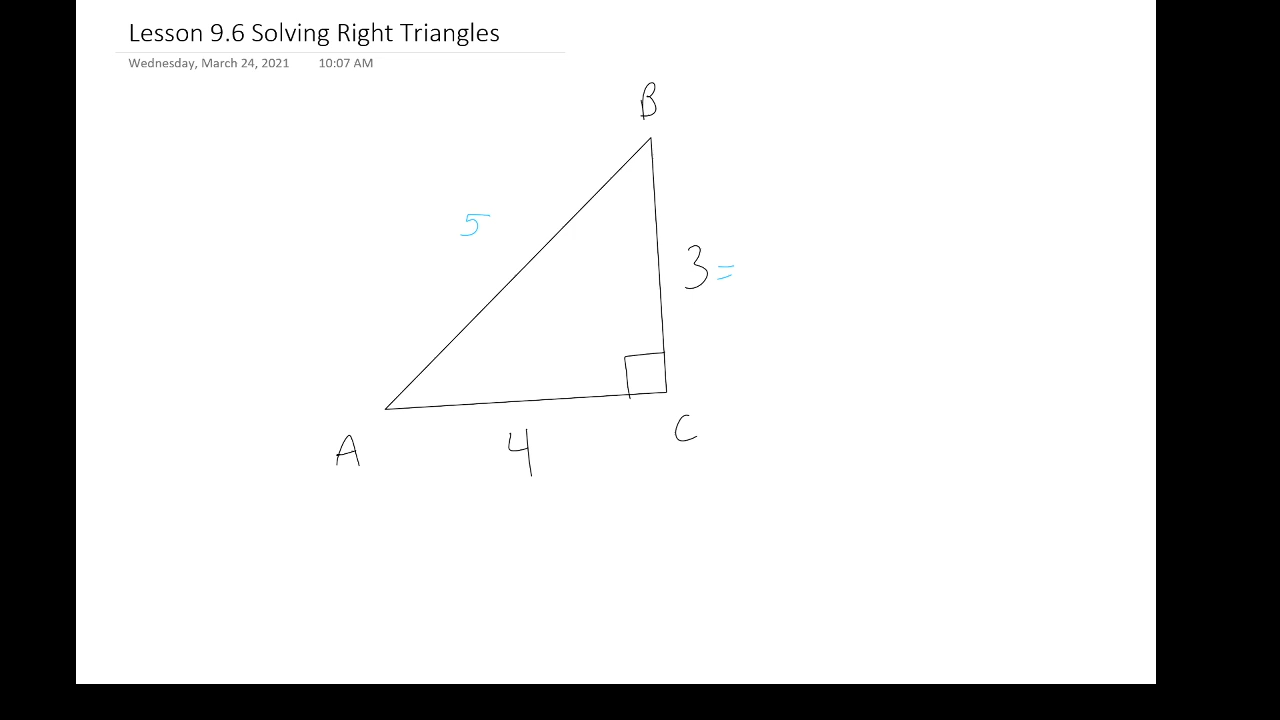 Lesson 9.6 Solving Right Triangles
Wednesday, March 24, 2021 10:07 AM
B
5
3 =
A
4
C